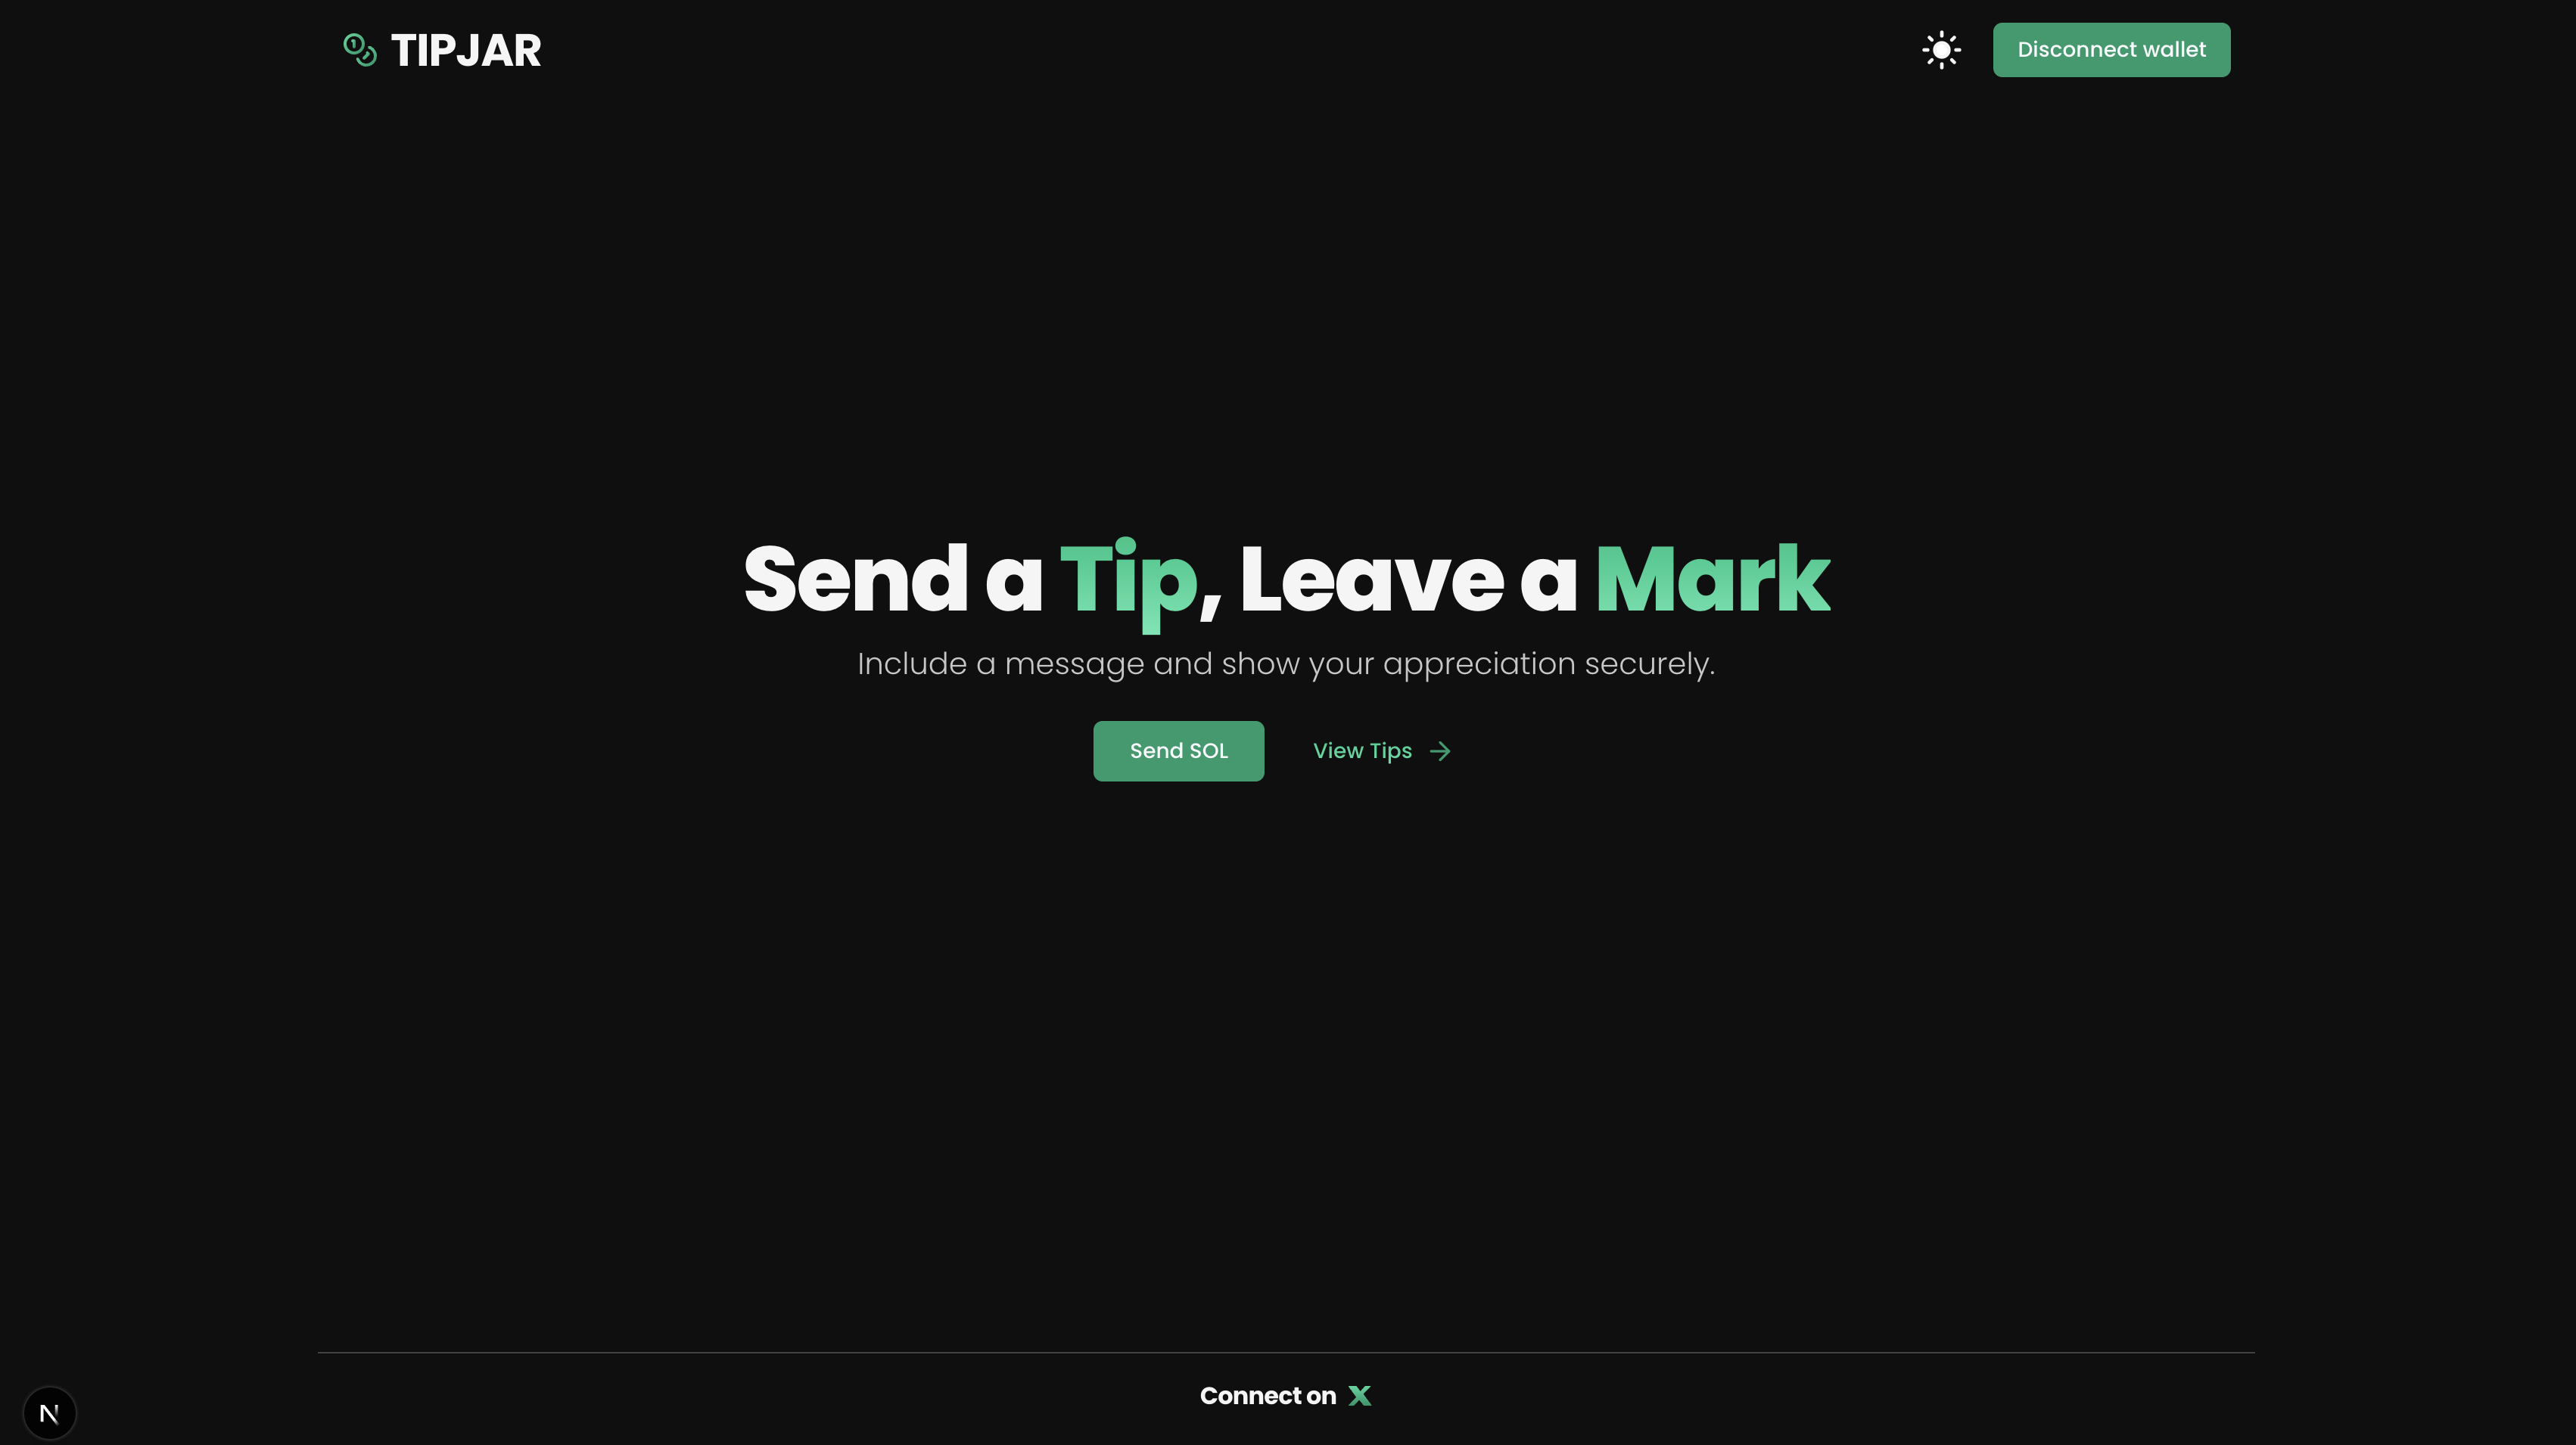 TIPJAR
Disconnect wallet
Send a Tip, Leave a Mark
Include a message and show your appreciation securely.
Send SOL
View Tips →
Connect on X
N